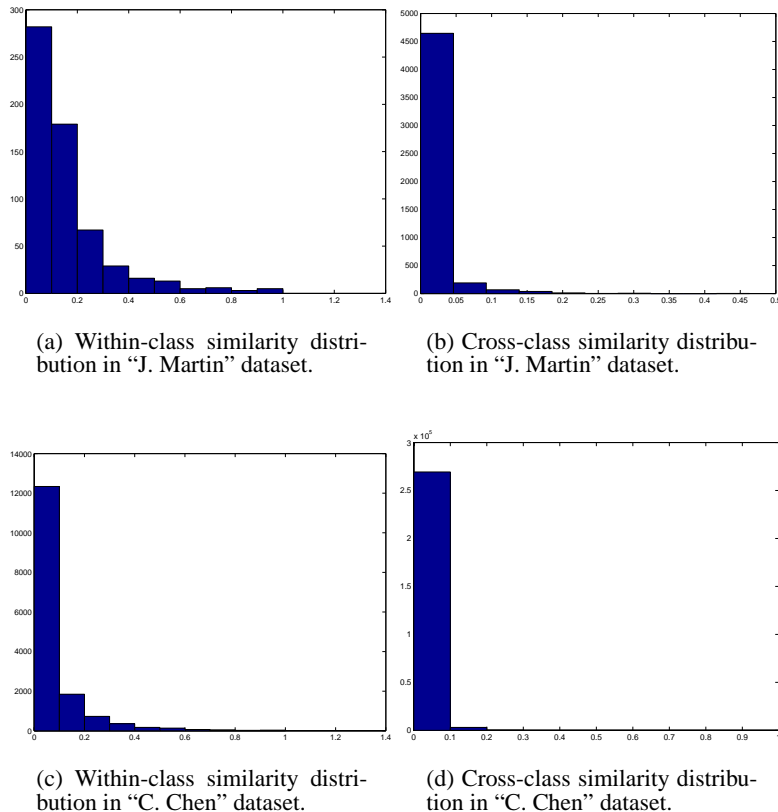 300
250
200
150
100
50
0
0 0.2 0.4 0.6 0.8 1 1.2 1.4
(a) Within-class similarity distri-
bution in “J. Martin” dataset.
5000
4500
4000
3500
3000
2500
2000
1500
1000
500
0
0 0.05 0.1 0.15 0.2 0.25 0.3 0.35 0.4 0.45 0.5
(b) Cross-class similarity distribu-
tion in “J. Martin” dataset.
14000
12000
10000
8000
6000
4000
2000
0
0 0.2 0.4 0.6 0.8 1 1.2 1.4
(c) Within-class similarity distri-
bution in “C. Chen” dataset.
x 10^5
3
2.5
2
1.5
1
0.5
0
0 0.1 0.2 0.3 0.4 0.5 0.6 0.7 0.8 0.9 1
(d) Cross-class similarity distribu-
tion in “C. Chen” dataset.